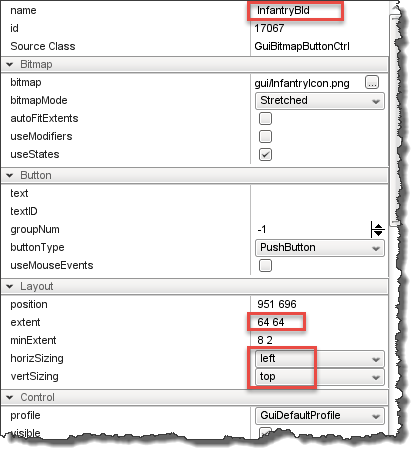 name InfantryBld
id 17067
Source Class GuiBitmapButtonCtrl
Bitmap
bitmap gui/InfantryIcon.png ...
bitmapMode Stretched
autoFitExtents
useModifiers
useStates
Button
text
textID
groupNum -1
buttonType PushButton
useMouseEvents
Layout
position 951 696
extent 64 64
minExtent 8 2
horizSizing left
vertSizing top
Control
profile GuiDefaultProfile
visible